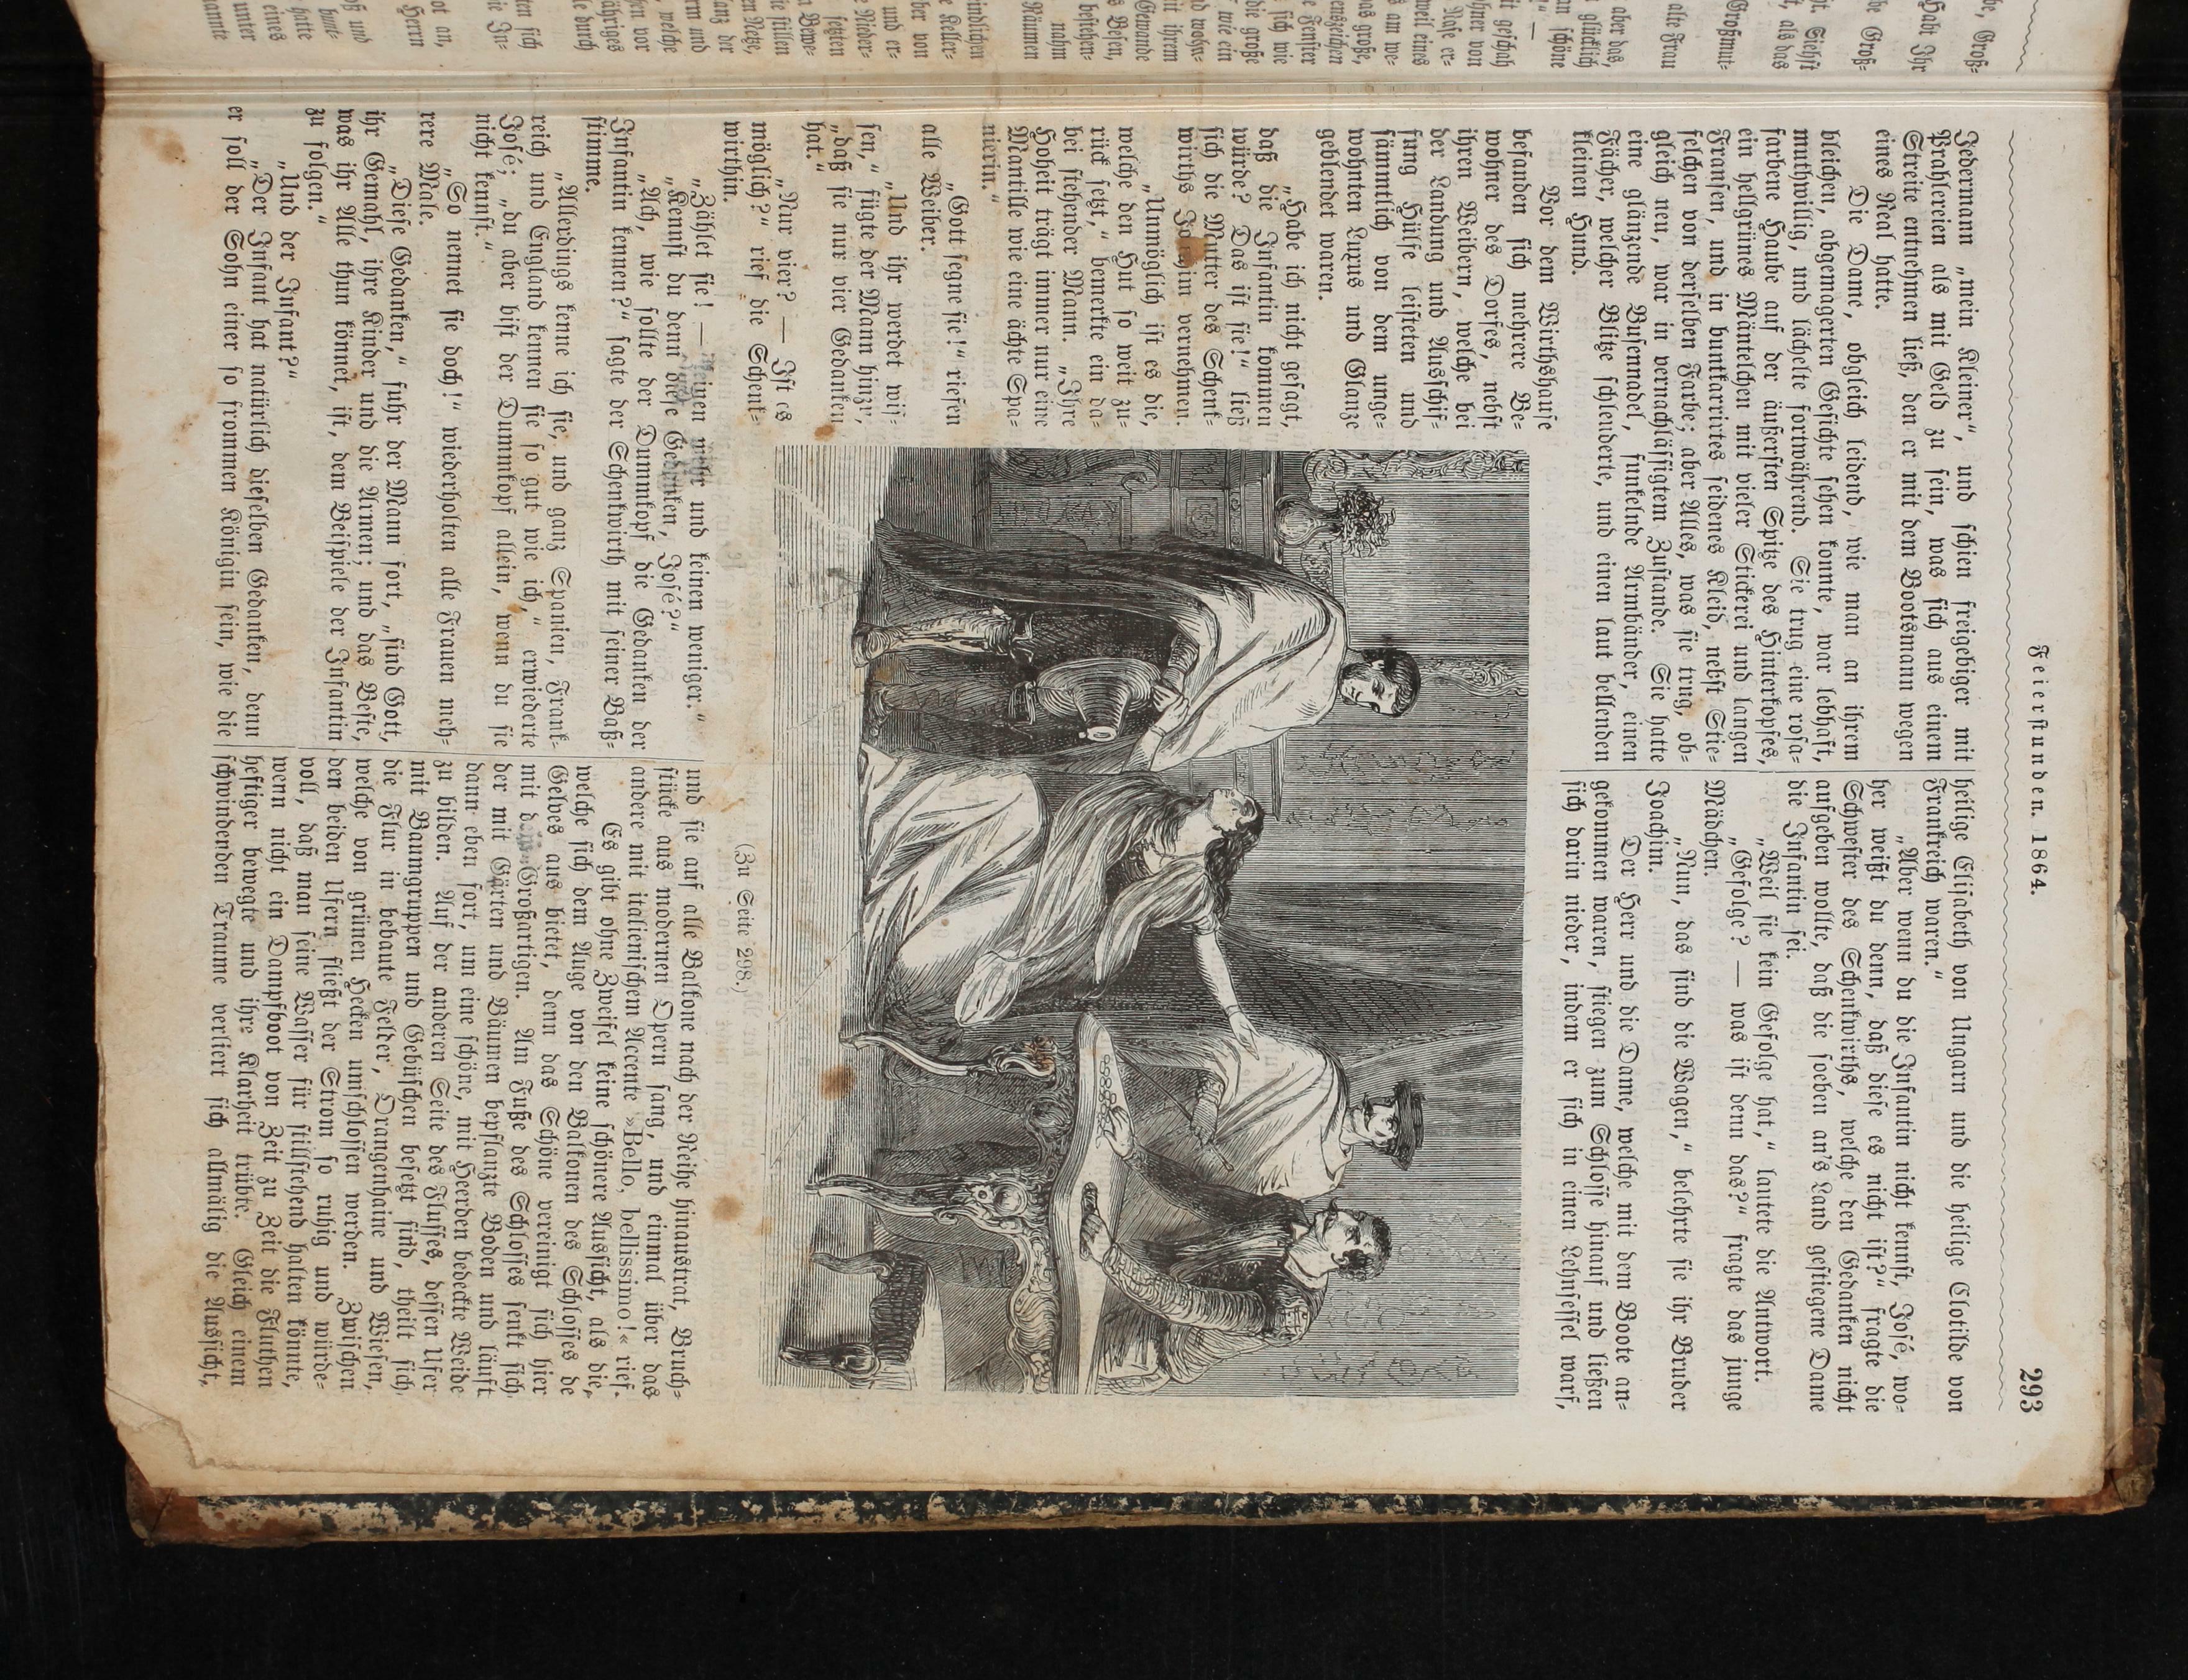 Feierstunden. 1864.
293
Jedermann „mein Kleiner“, und schien freigebiger mit
Prahlereien als mit Geld zu sein, was sich aus einem
Streite entnehmen ließ, den er mit dem Bootsmann wegen
eines Real hatte.
Die Dame, obgleich leidend, wie man an ihrem
bleichen, abgemagerten Gesichte sehen konnte, war lebhaft,
muthwillig, und lächelte fortwährend. Sie trug eine rosa-
farbene Haube auf der äußersten Spitze des Hinterkopfes,
ein hellgrünes Mäntelchen mit vieler Stickerei und langen
Fransen, und in buntkarrirtes seidenes Kleid, nebst Stie-
felchen von derselben Farbe; aber Alles, was sie trug, ob-
gleich neu, war in vernachlässigtem Zustande. Sie hatte
eine glänzende Busennadel, funkelnde Armbänder, einen
Fächer, welcher Blitze schleuderte, und einen laut bellenden
kleinen Hund.
Vor dem Wirthshause
befanden sich mehrere Be-
wohner des Dorfes, nebst
ihren Weibern, welche bei
der Landung und Ausschif-
fung Hülfe leisteten und
sämmtlich von dem unge-
wohnten Luxus und Glanze
geblendet waren.
„Habe ich nicht gesagt,
daß die Infantin kommen
würde? Das ist sie!“ ließ
sich die Mutter des Schenk-
wirths vernehmen.
„Unmöglich ist es die,
welche den Hut so weit zu-
rück setzt,“ bemerkte ein da-
bei stehender Mann. „Ihre
Hoheit trägt immer nur eine
Mantille wie eine ächte Spa-
nierin.“
„Gott segne sie!“ riefen
alle Weiber.
„Und ihr werdet wis-
sen,“ fügte der Mann hinzu,
„daß sie nur vier Gedanken
hat.“
„Nur vier? — Ist es
möglich?“ rief die Schenk-
wirthin.
„Zählet sie! — Keinen mehr und keinen weniger.“
„Kennst du denn diese Gedanken, José?“
„Ach, wie sollte der Dummkopf die Gedanken der
Infantin kennen?“ sagte der Schenkwirth mit seiner Baß-
stimme.
„Allerdings kenne ich sie, und ganz Spanien, Frank-
reich und England kennen sie so gut wie ich,“ erwiederte
José; „du aber bist der Dummkopf allein, wenn du sie
nicht kennst.“
„So nennet sie doch!“ wiederholten alle Frauen meh-
rere Male.
„Diese Gedanken,“ fuhr der Mann fort, „sind Gott,
ihr Gemahl, ihre Kinder und die Armen; und das Beste,
was ihr Alle thun könnet, ist, dem Beispiele der Infantin
zu folgen.“
„Und der Infant?“
„Der Infant hat natürlich dieselben Gedanken, denn
er soll der Sohn einer so frommen Königin sein, wie die
heilige Elisabeth von Ungarn und die heilige Clotilde von
Frankreich waren.“
„Aber wenn du die Infantin nicht kennst, José, wo-
her weißt du denn, daß diese es nicht ist?“ fragte die
Schwester des Schenkwirths, welche den Gedanken nicht
aufgeben wollte, daß die soeben an's Land gestiegene Dame
die Infantin sei.
„Weil sie kein Gefolge hat,“ lautete die Antwort.
„Gefolge? — was ist denn das?“ fragte das junge
Mädchen.
„Nun, das sind die Wagen,“ belehrte sie ihr Bruder
Joachim.
Der Herr und die Dame, welche mit dem Boote an-
gekommen waren, stiegen zum Schlosse hinauf und ließen
sich darin nieder, indem er sich in einen Lehnsessel warf,
(Zu Seite 298.)
und sie auf alle Balkone nach der Reihe hinaustrat, Bruch-
stücke aus modernen Opern sang, und einmal über das
andere mit italienischem Accente »Bello, bellissimo!« rief.
Es gibt ohne Zweifel keine schönere Aussicht, als die,
welche sich dem Auge von den Balkonen des Schlosses de
Gelves aus bietet, denn das Schöne vereinigt sich hier
mit dem Großartigen. Am Fuße des Schlosses senkt sich
der mit Gärten und Bäumen bepflanzte Boden und läuft
dann eben fort, um eine schöne, mit Heerden bedeckte Weide
zu bilden. Auf der anderen Seite des Flusses, dessen Ufer
mit Baumgruppen und Gebüschen besetzt sind, theilt sich
die Flur in bebaute Felder, Orangenhaine und Wiesen,
welche von grünen Hecken umschlossen werden. Zwischen
den beiden Ufern fließt der Strom so ruhig und würde-
voll, daß man seine Wasser für stillstehend halten könnte,
wenn nicht ein Dampfboot von Zeit zu Zeit die Fluthen
heftiger bewegte und ihre Klarheit trübte. Gleich einem
schwindenden Traume verliert sich allmälig die Aussicht,